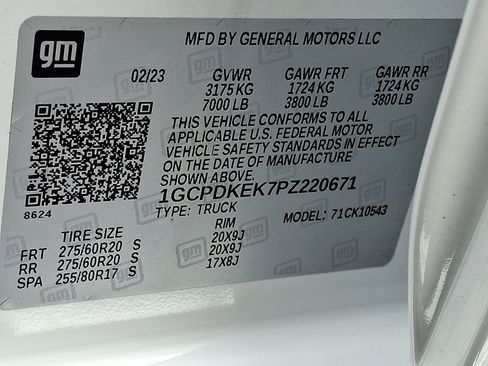 gm
MFD BY GENERAL MOTORS LLC
02/23 GVWR GAWR FRT GAWR RR
3175 KG 1724 KG 1724 KG
7000 LB 3800 LB 3800 LB
THIS VEHICLE CONFORMS TO ALL
APPLICABLE U.S. FEDERAL MOTOR
VEHICLE SAFETY STANDARDS IN EFFECT
ON THE DATE OF MANUFACTURE
SHOWN ABOVE.
1GCPDKEK7PZ220671
8624
TYPE: TRUCK MODEL: 71CK10543
TIRE SIZE RIM
FRT 275/60R20 S 20X9J
RR 275/60R20 S 20X9J
SPA 255/80R17 S 17X8J